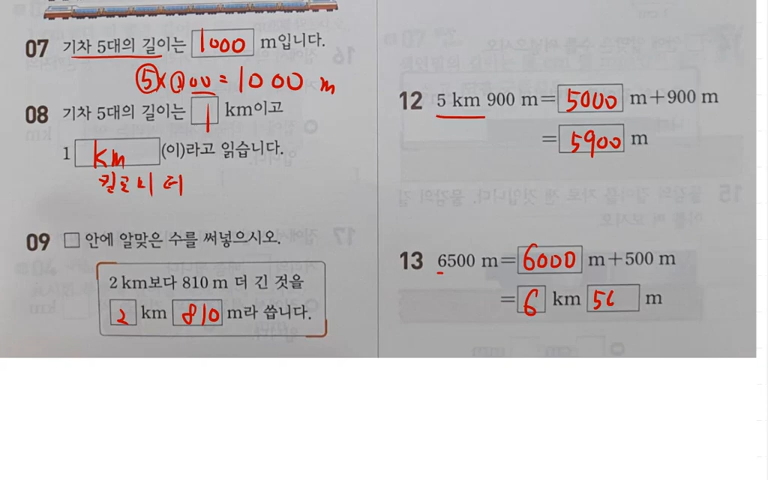 07 기차 5대의 길이는 1000 m입니다.
⑤×200=1000 m
08 기차 5대의 길이는 1 km이고
1 km (이)라고 읽습니다.
킬로미터
09 □ 안에 알맞은 수를 써넣으시오.
2 km보다 810 m 더 긴 것을
2 km 810 m라 씁니다.
12 5 km 900 m= 5000 m+900 m
= 5900 m
13 6500 m= 6000 m+500 m
= 6 km 50 m